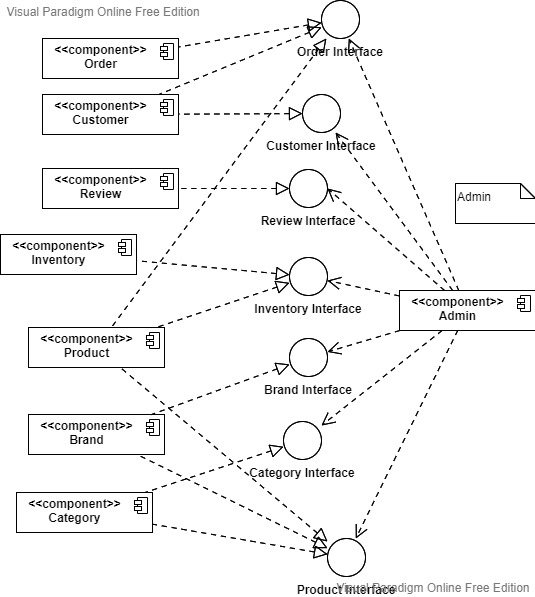 Visual Paradigm Online Free Edition
<<component>>
Order
Order Interface
<<component>>
Customer
Customer Interface
<<component>>
Review
Review Interface
Admin
<<component>>
Inventory
Inventory Interface
<<component>>
Admin
<<component>>
Product
Brand Interface
<<component>>
Brand
Category Interface
<<component>>
Category
Product Interface
Visual Paradigm Online Free Edition